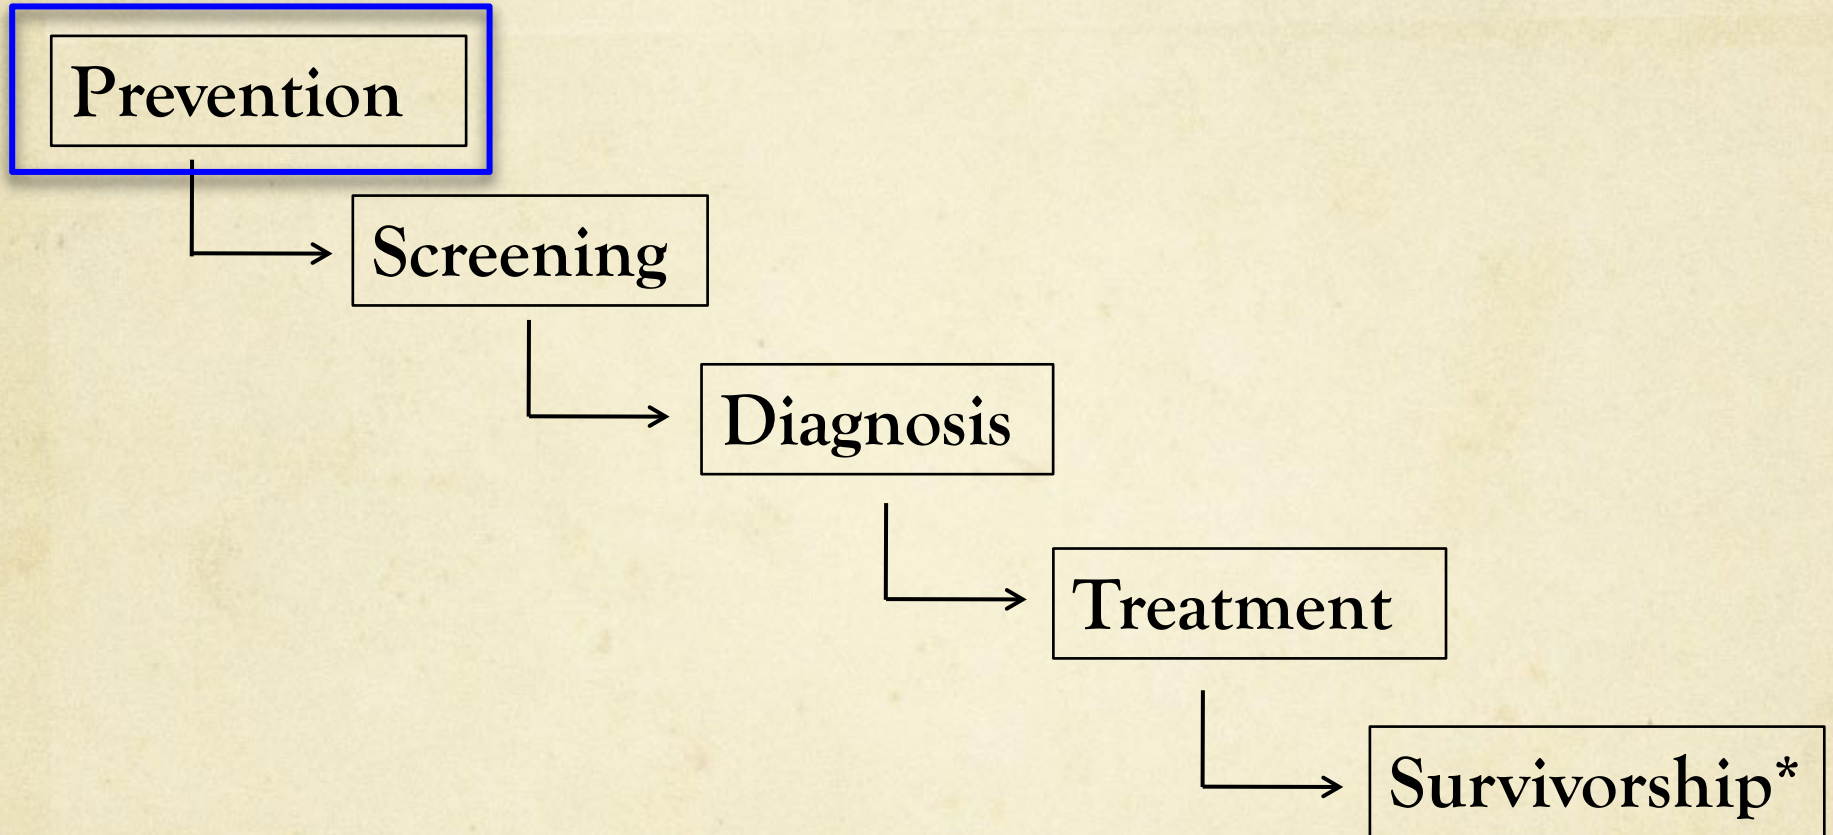 Prevention
Screening
Diagnosis
Treatment
Survivorship*